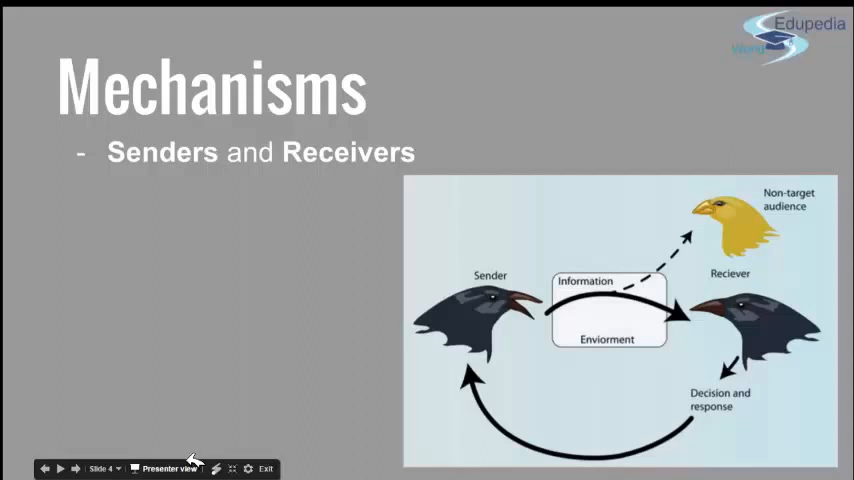 Edupedia
World
Mechanisms
- Senders and Receivers
Non-target
audience
Sender
Information
Reciever
Enviorment
Decision and
response
Slide 4
Presenter view
Exit